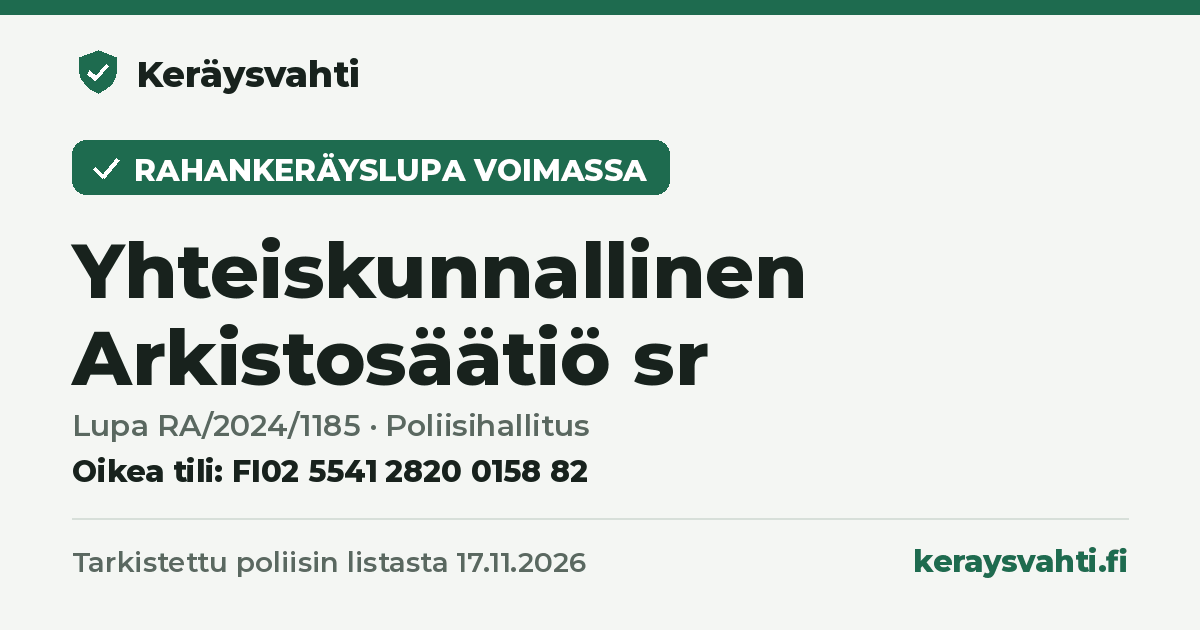 Keräysvahti
RAHANKERÄYSLUPA VOIMASSA
Yhteiskunnallinen
Arkistosäätiö sr
Lupa RA/2024/1185 · Poliisihallitus
Oikea tili: FI02 5541 2820 0158 82
Tarkistettu poliisin listasta 17.11.2026
keraysvahti.fi